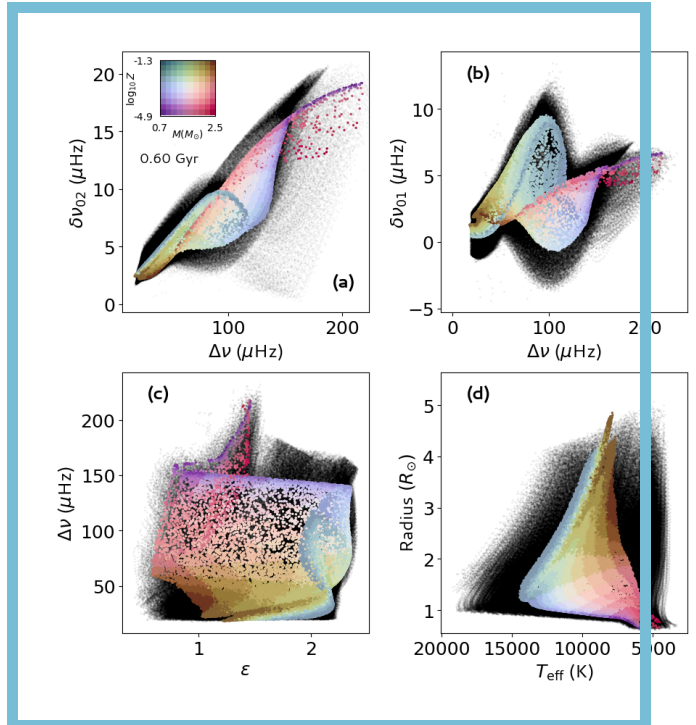 20
15
10
5
0
δν02 (μHz)
-1.3
-4.9
log10 Z
0.7
2.5
M(M⊙)
0.60 Gyr
(a)
100
200
Δν (μHz)
(b)
10
5
0
−5
δν01 (μHz)
0
100
200
Δν (μHz)
(c)
200
150
100
50
Δν (μHz)
1
2
ε
(d)
5
4
3
2
1
Radius (R⊙)
20000
15000
10000
5000
Teff (K)